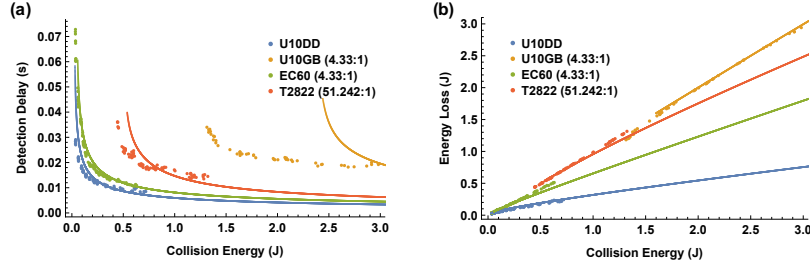 (a)
Detection Delay (s)
0.07
0.06
0.05
0.04
0.03
0.02
0.01
0.00
U10DD
U10GB (4.33:1)
EC60 (4.33:1)
T2822 (51.242:1)
0.0 0.5 1.0 1.5 2.0 2.5 3.0
Collision Energy (J)
(b)
Energy Loss (J)
3.0
2.5
2.0
1.5
1.0
0.5
0.0
U10DD
U10GB (4.33:1)
EC60 (4.33:1)
T2822 (51.242:1)
0.0 0.5 1.0 1.5 2.0 2.5 3.0
Collision Energy (J)